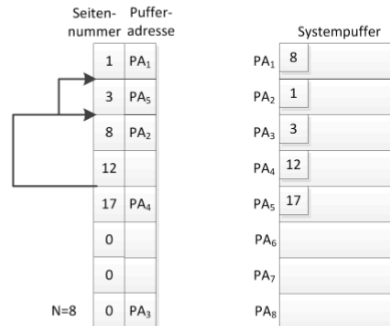 Seiten-
nummer
Puffer-
adresse
Systempuffer
1 PA₁
3 PA₅
8 PA₂
12
17 PA₄
0
0
N=8 0 PA₃
PA₁ 8
PA₂ 1
PA₃ 3
PA₄ 12
PA₅ 17
PA₆
PA₇
PA₈